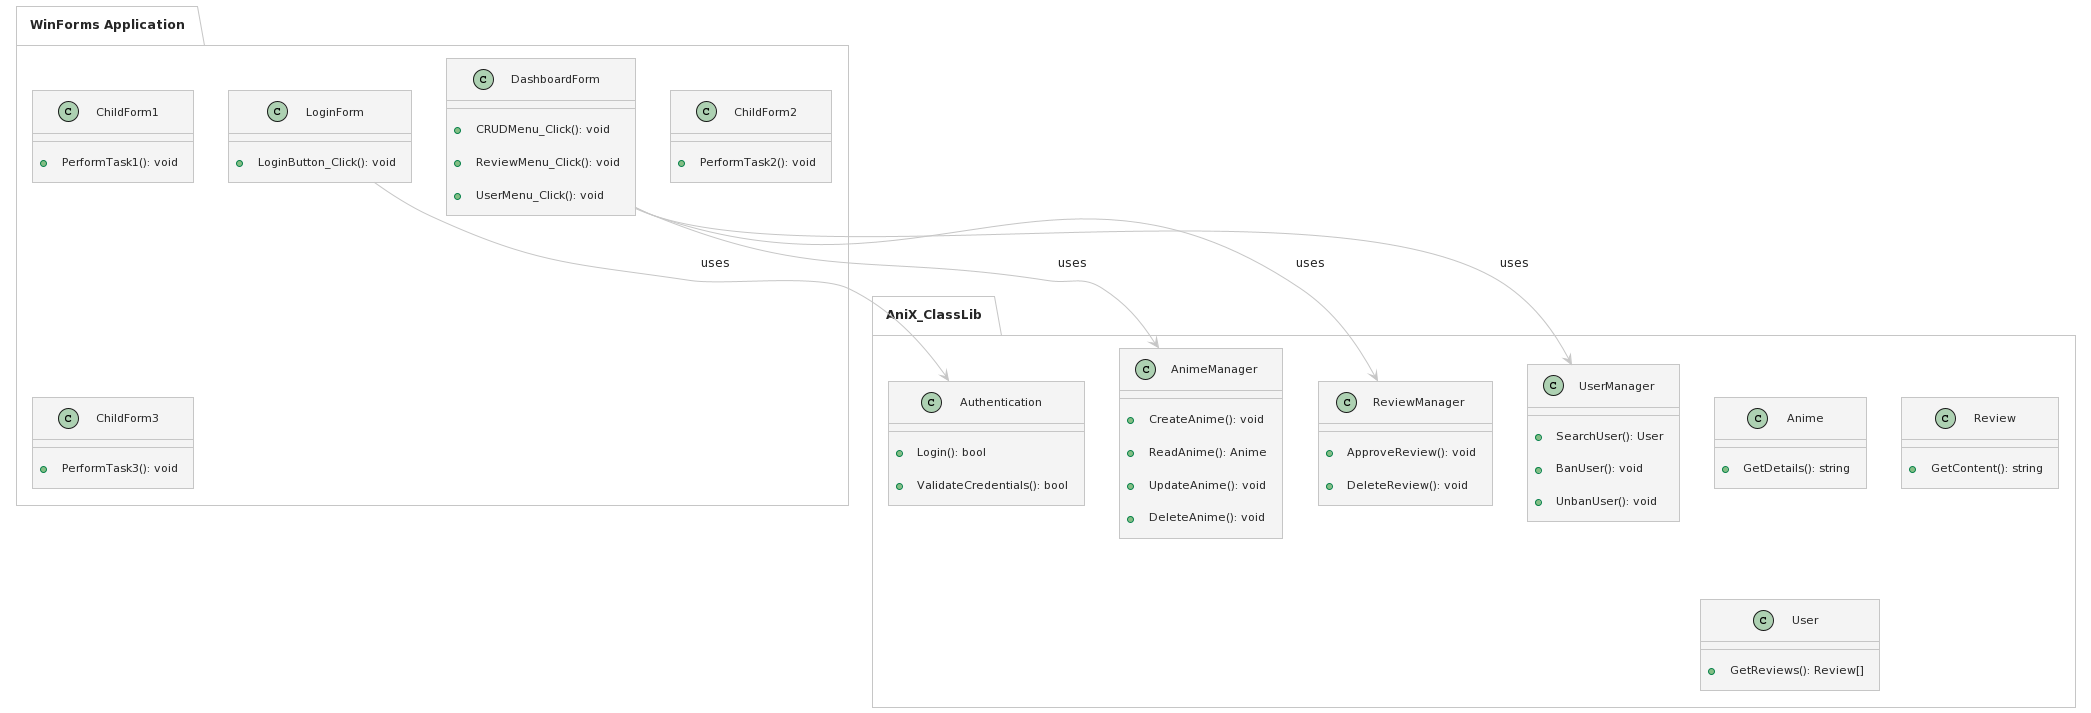 WinForms Application
C ChildForm1
PerformTask1(): void
C LoginForm
LoginButton_Click(): void
C DashboardForm
CRUDMenu_Click(): void
ReviewMenu_Click(): void
UserMenu_Click(): void
C ChildForm2
PerformTask2(): void
C ChildForm3
PerformTask3(): void
uses
uses
uses
uses
AniX_ClassLib
C Authentication
Login(): bool
ValidateCredentials(): bool
C AnimeManager
CreateAnime(): void
ReadAnime(): Anime
UpdateAnime(): void
DeleteAnime(): void
C ReviewManager
ApproveReview(): void
DeleteReview(): void
C UserManager
SearchUser(): User
BanUser(): void
UnbanUser(): void
C Anime
GetDetails(): string
C Review
GetContent(): string
C User
GetReviews(): Review[]